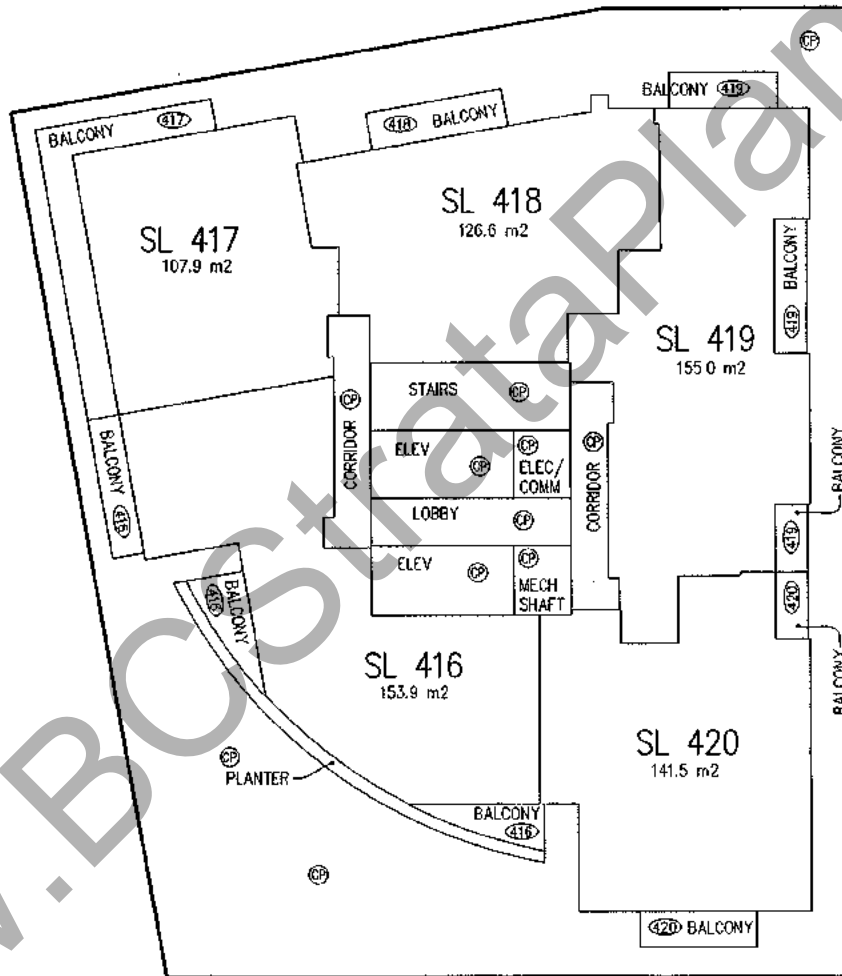 CP
BALCONY 419
BALCONY 417
418 BALCONY
SL 418
126.6 m2
SL 417
107.9 m2
BALCONY
419
SL 419
155.0 m2
STAIRS CP
CORRIDOR CP
ELEV CP
CP
ELEC/
COMM
CORRIDOR CP
LOBBY CP
ELEV CP
CP
MECH
SHAFT
BALCONY
BALCONY
419
420
BALCONY
BALCONY
416
SL 416
153.9 m2
SL 420
141.5 m2
CP
PLANTER
BALCONY
416
CP
420 BALCONY
.BCStrataPlan